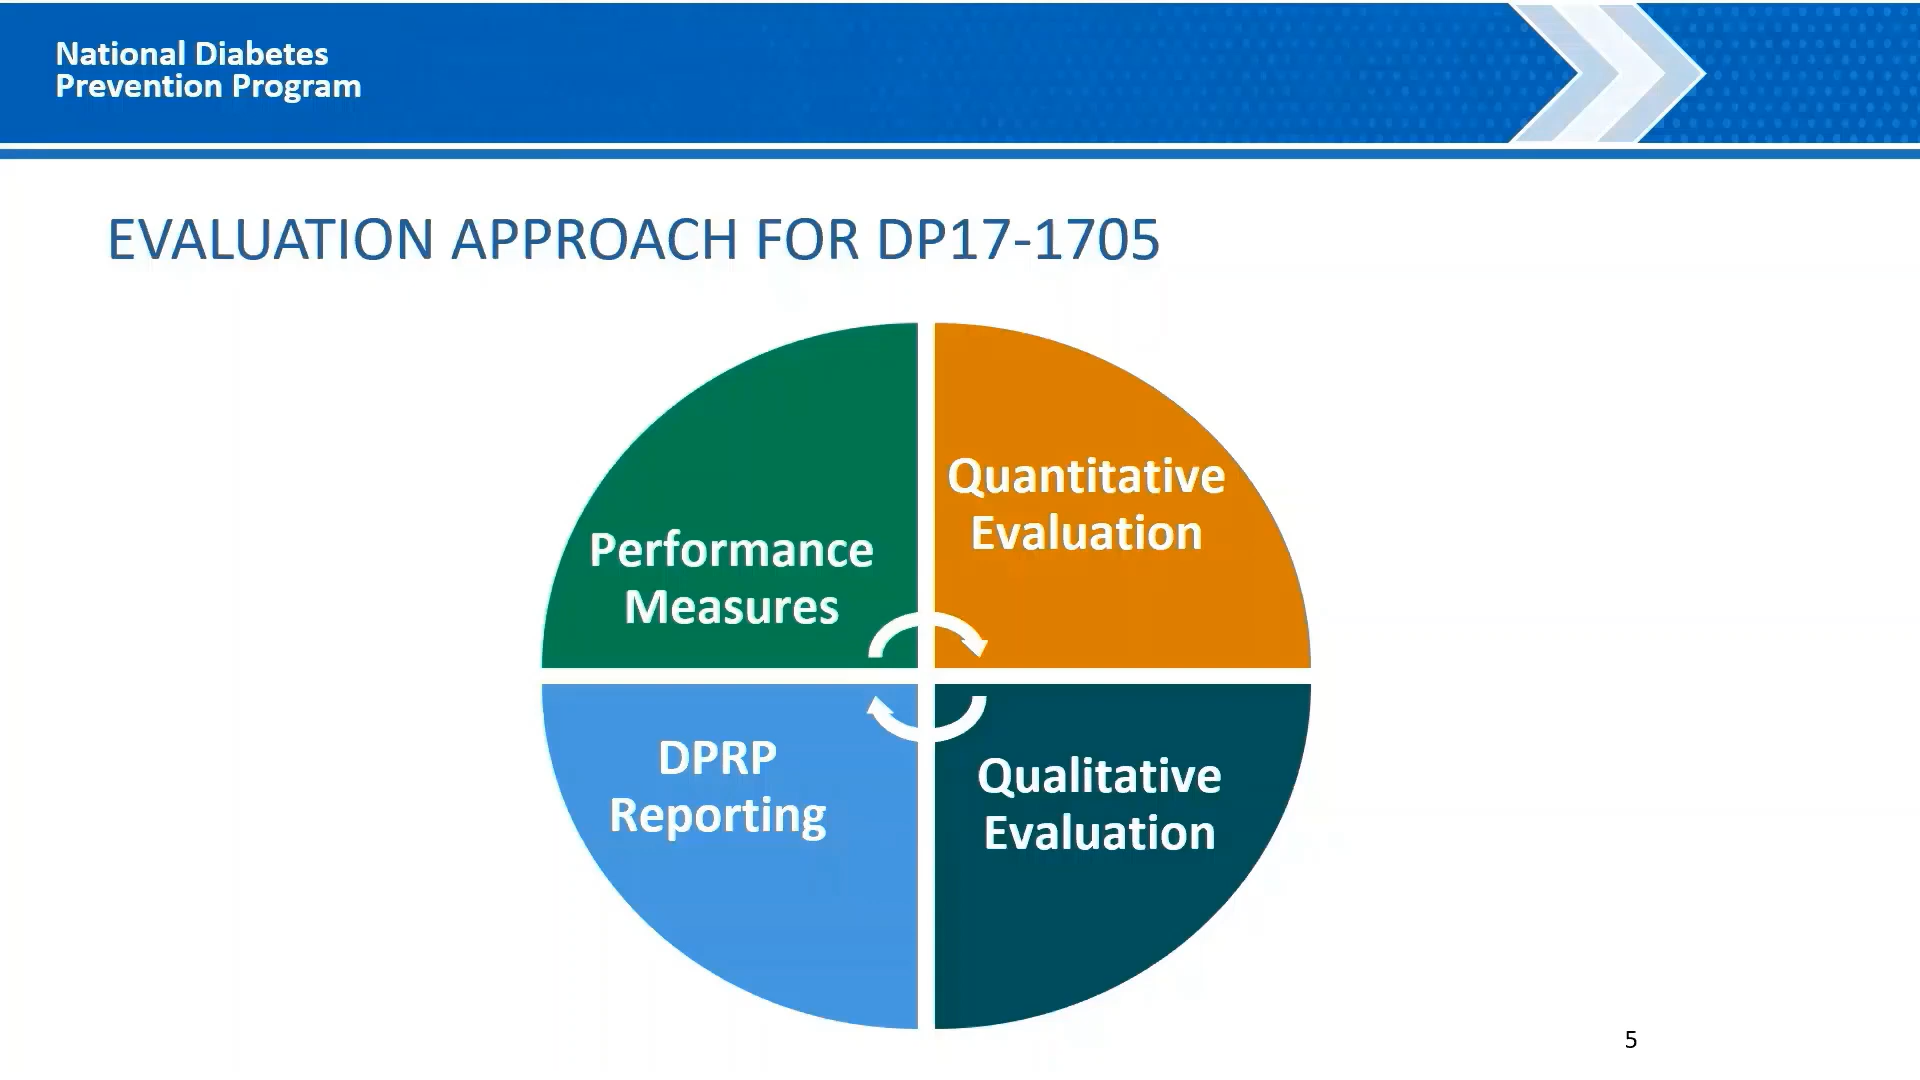 National Diabetes
Prevention Program
EVALUATION APPROACH FOR DP17-1705
Performance
Measures
Quantitative
Evaluation
DPRP
Reporting
Qualitative
Evaluation
5